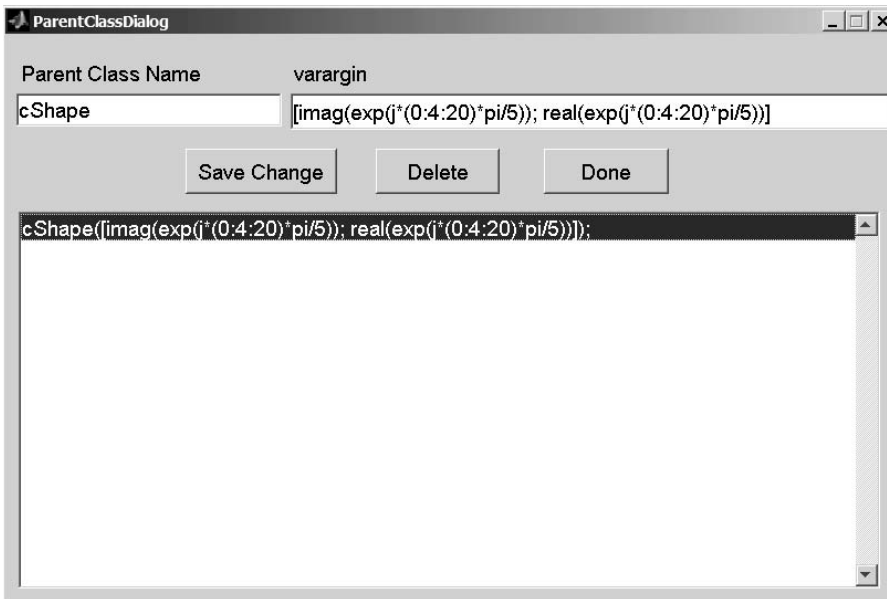 ParentClassDialog
Parent Class Name varargin
cShape [imag(exp(j*(0:4:20)*pi/5)); real(exp(j*(0:4:20)*pi/5))]
Save Change Delete Done
cShape([imag(exp(j*(0:4:20)*pi/5)); real(exp(j*(0:4:20)*pi/5))]);